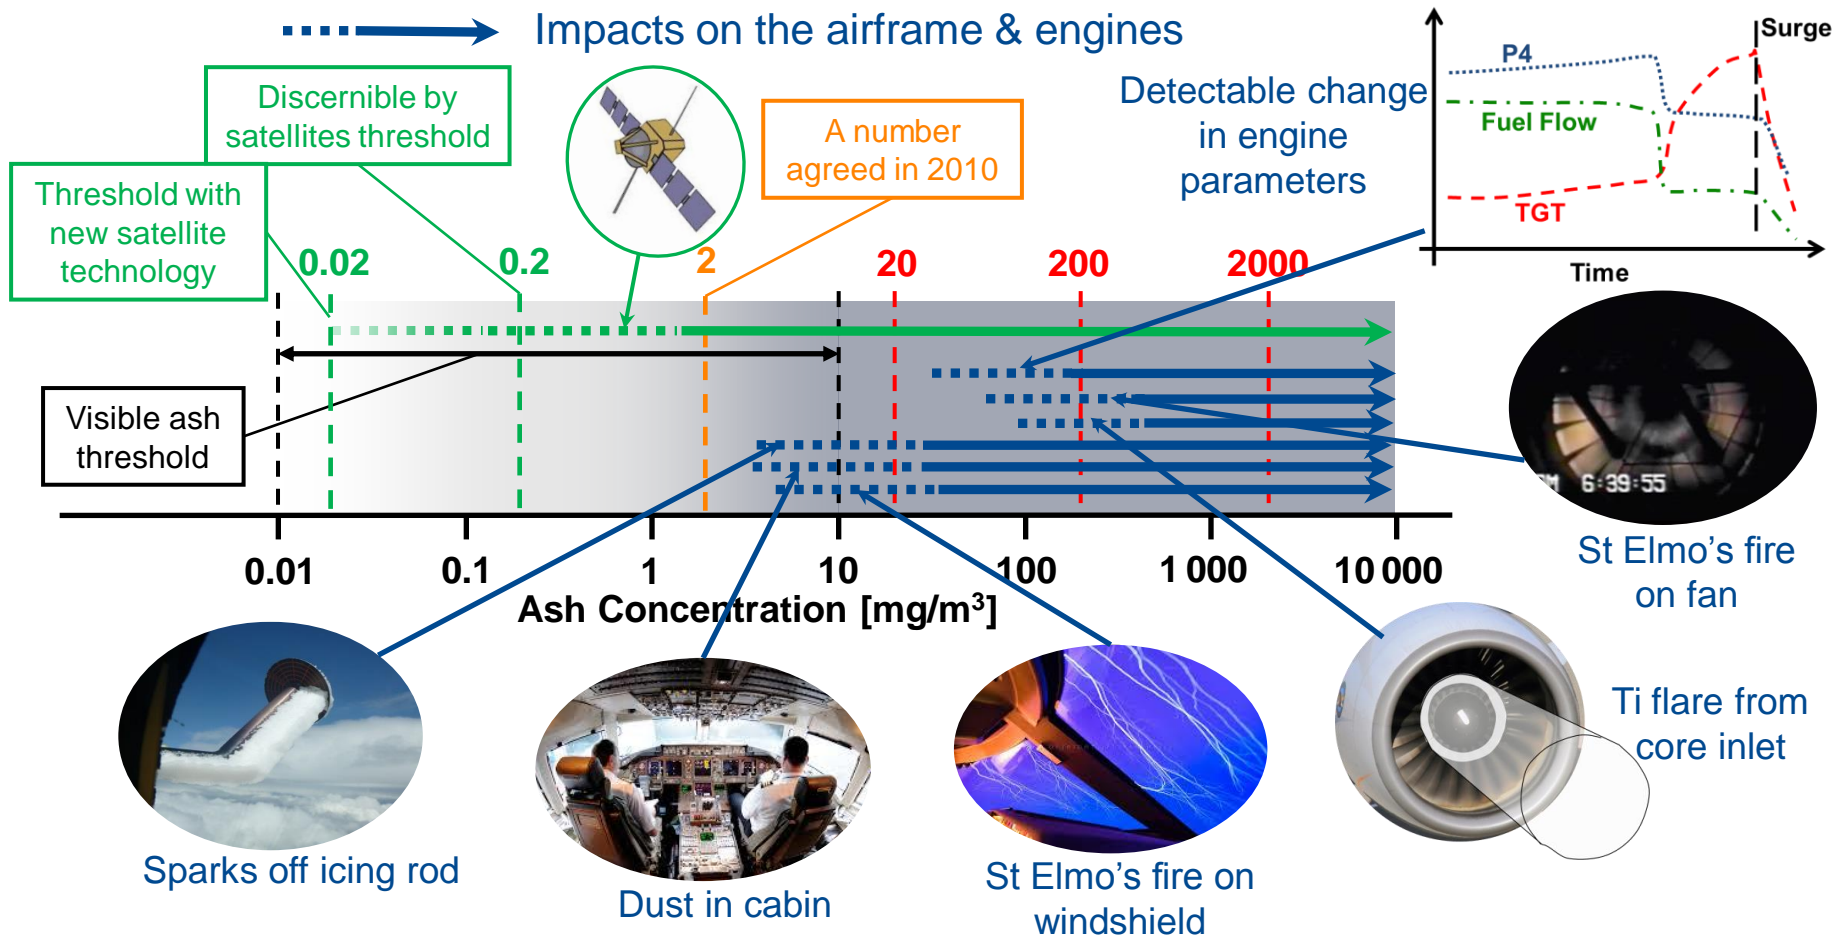 Impacts on the airframe & engines
Discernible by
satellites threshold
Threshold with
new satellite
technology
A number
agreed in 2010
Detectable change
in engine
parameters
P4
Surge
Fuel Flow
TGT
Time
0.02
0.2
2
20
200
2000
Visible ash
threshold
6:39:55
St Elmo's fire
on fan
0.01
0.1
1
10
100
1 000
10 000
Ash Concentration [mg/m³]
Ti flare from
core inlet
Sparks off icing rod
Dust in cabin
St Elmo's fire on
windshield